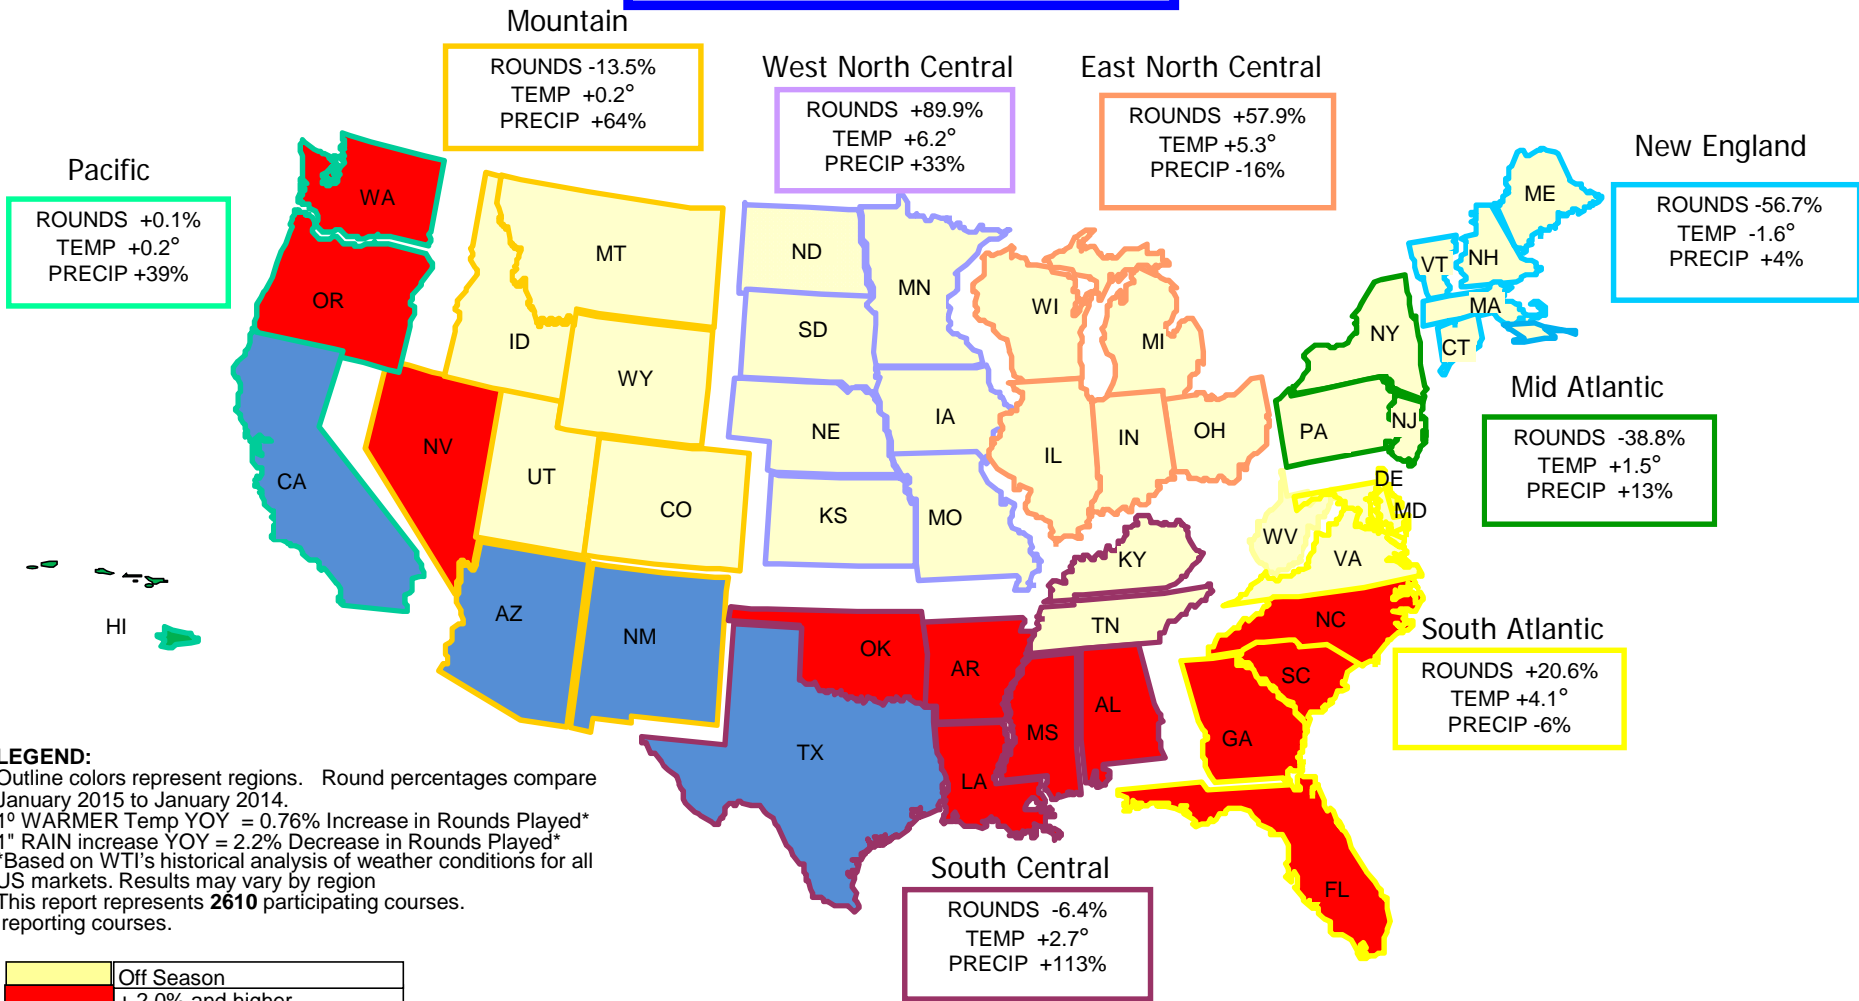 Mountain
ROUNDS -13.5%
TEMP +0.2°
PRECIP +64%
West North Central
ROUNDS +89.9%
TEMP +6.2°
PRECIP +33%
East North Central
ROUNDS +57.9%
TEMP +5.3°
PRECIP -16%
New England
ROUNDS -56.7%
TEMP -1.6°
PRECIP +4%
Pacific
ROUNDS +0.1%
TEMP +0.2°
PRECIP +39%
Mid Atlantic
ROUNDS -38.8%
TEMP +1.5°
PRECIP +13%
South Atlantic
ROUNDS +20.6%
TEMP +4.1°
PRECIP -6%
South Central
ROUNDS -6.4%
TEMP +2.7°
PRECIP +113%
WA
OR
CA
HI
MT
ID
WY
NV
UT
CO
AZ
NM
ND
MN
SD
NE
IA
KS
MO
WI
MI
IL
IN
OH
ME
VT
NH
MA
CT
NY
PA
NJ
DE
MD
WV
VA
NC
SC
GA
FL
KY
TN
OK
AR
TX
LA
MS
AL
LEGEND:
Outline colors represent regions. Round percentages compare
January 2015 to January 2014.
1º WARMER Temp YOY = 0.76% Increase in Rounds Played*
1" RAIN increase YOY = 2.2% Decrease in Rounds Played*
*Based on WTI's historical analysis of weather conditions for all
US markets. Results may vary by region
This report represents 2610 participating courses.
reporting courses.
Off Season
+ 2.0% and higher